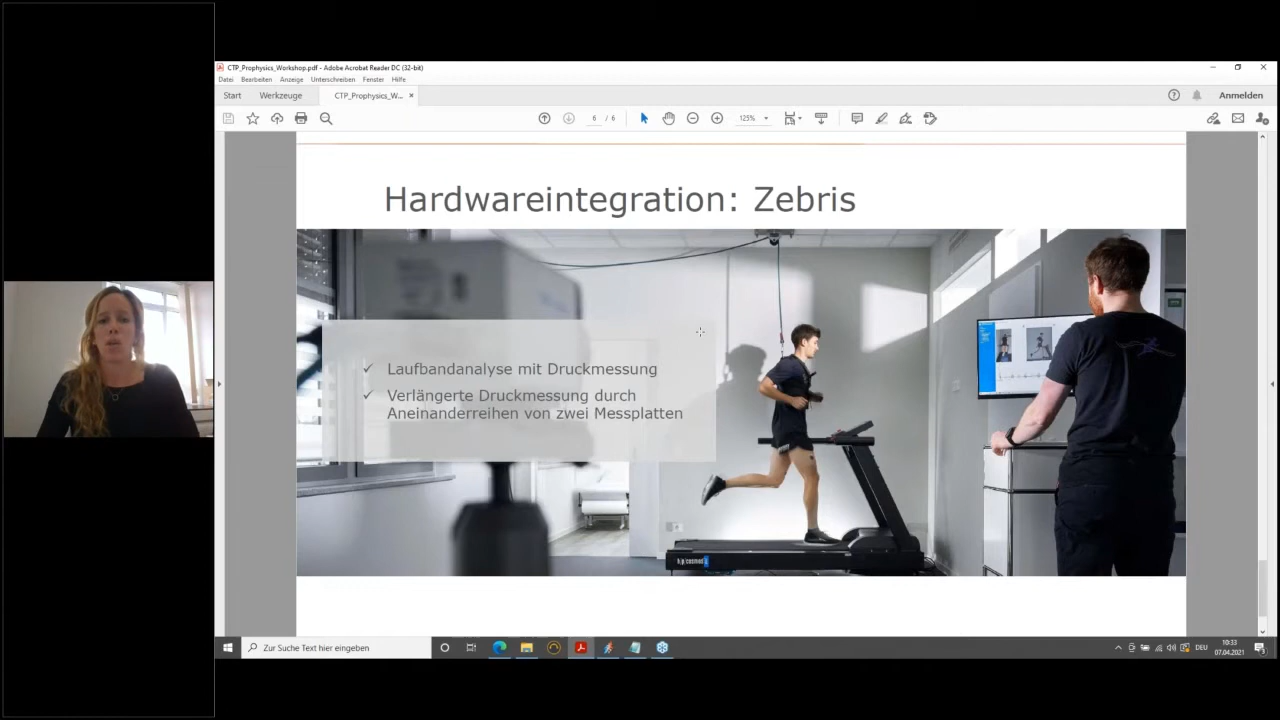 CTP_Prophysics_Workshop.pdf - Adobe Acrobat Reader DC (32-bit)
Datei Bearbeiten Anzeige Unterschreiben Fenster Hilfe
Start Werkzeuge CTP_Prophysics_W... × Anmelden
6 / 6 125%
Hardwareintegration: Zebris
✓ Laufbandanalyse mit Druckmessung
✓ Verlängerte Druckmessung durch
Aneinanderreihen von zwei Messplatten
h/p/cosmos
Zur Suche Text hier eingeben
DEU
10:33
07.04.2021